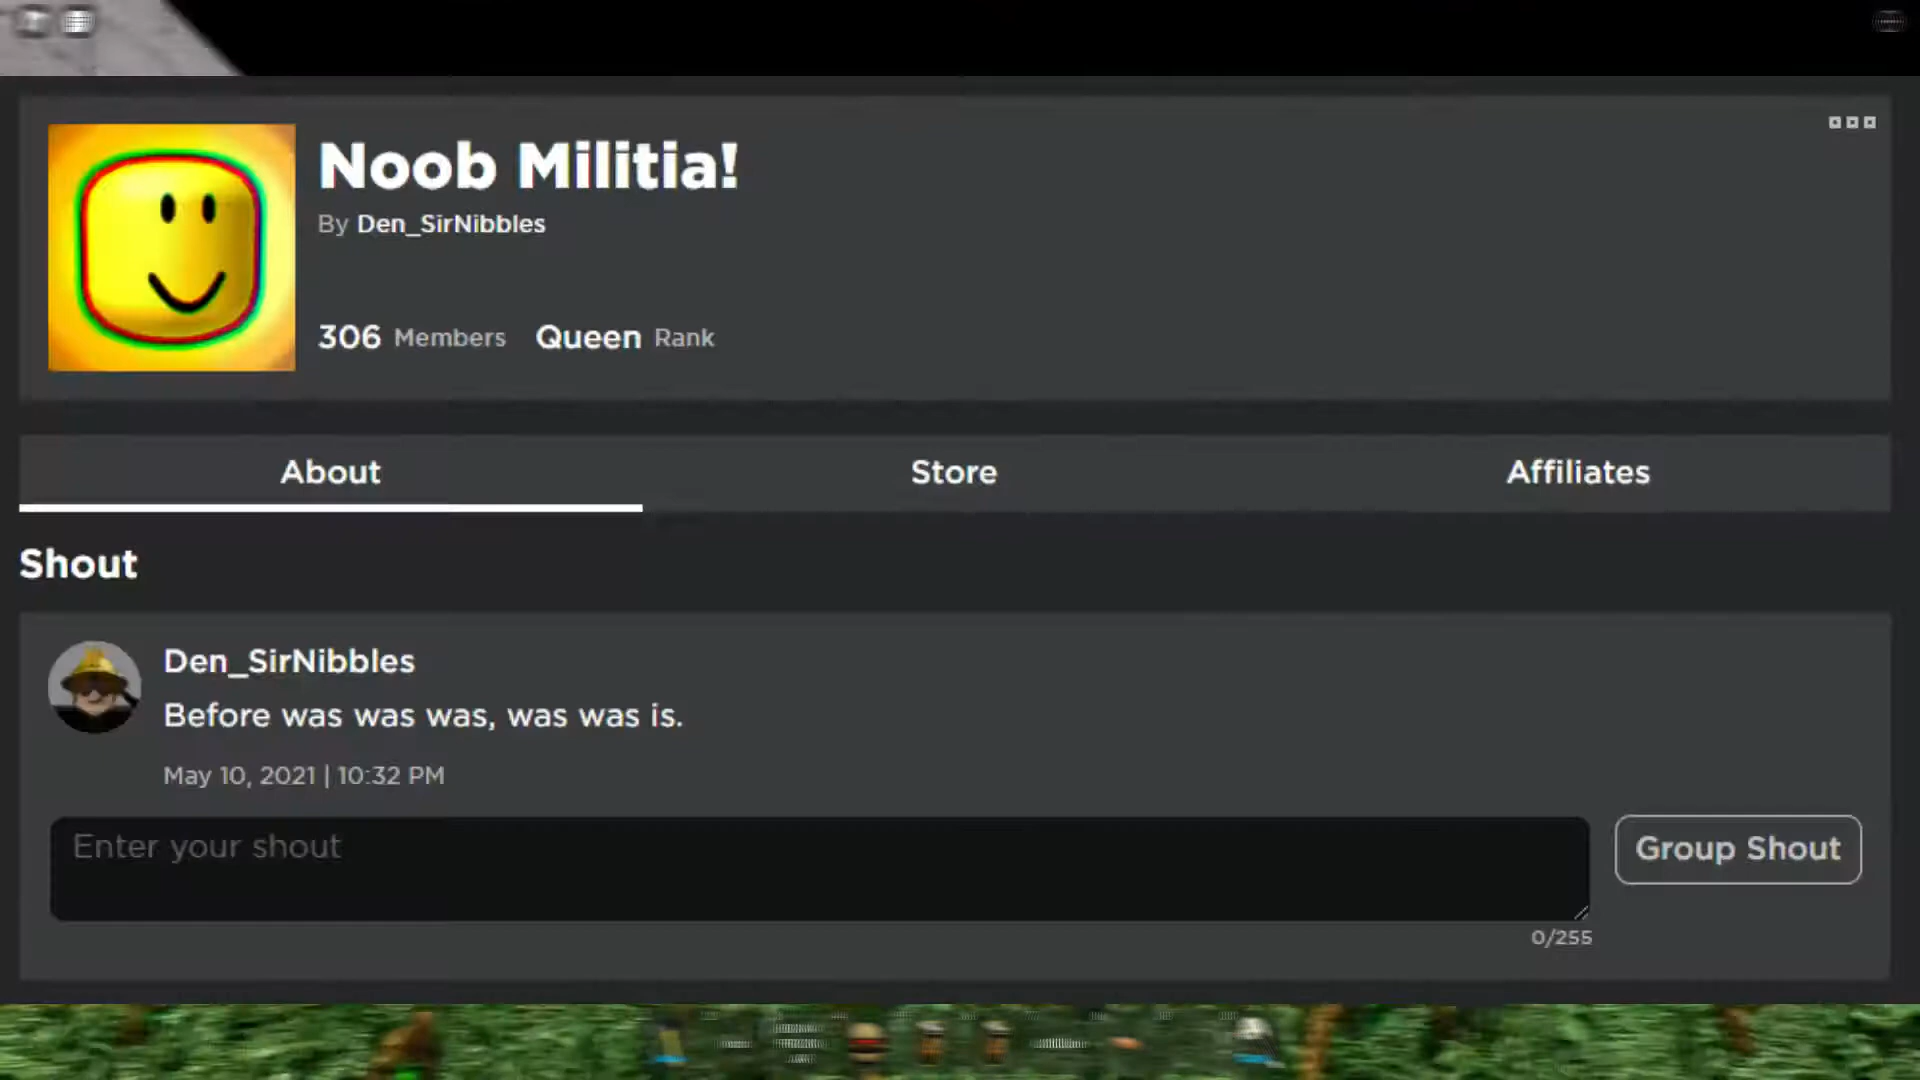 Noob Militia!
By Den_SirNibbles
306 Members Queen Rank
About Store Affiliates
Shout
Den_SirNibbles
Before was was was, was was is.
May 10, 2021 | 10:32 PM
Enter your shout
Group Shout
0/255